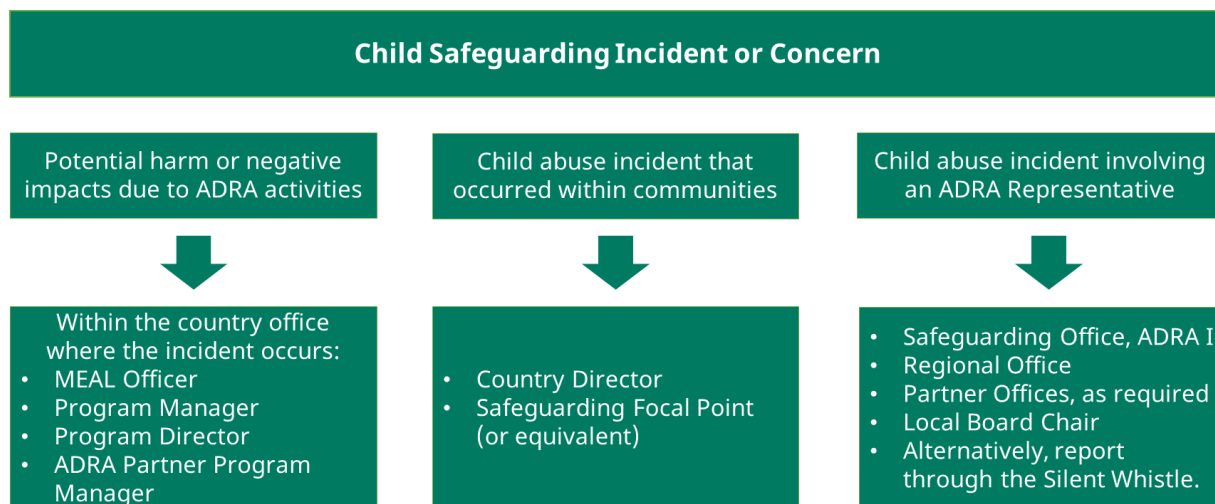 Child Safeguarding Incident or Concern
Potential harm or negative
impacts due to ADRA activities
Within the country office
where the incident occurs:
• MEAL Officer
• Program Manager
• Program Director
• ADRA Partner Program
Manager
Child abuse incident that
occurred within communities
• Country Director
• Safeguarding Focal Point
(or equivalent)
Child abuse incident involving
an ADRA Representative
• Safeguarding Office, ADRA I
• Regional Office
• Partner Offices, as required
• Local Board Chair
• Alternatively, report
through the Silent Whistle.